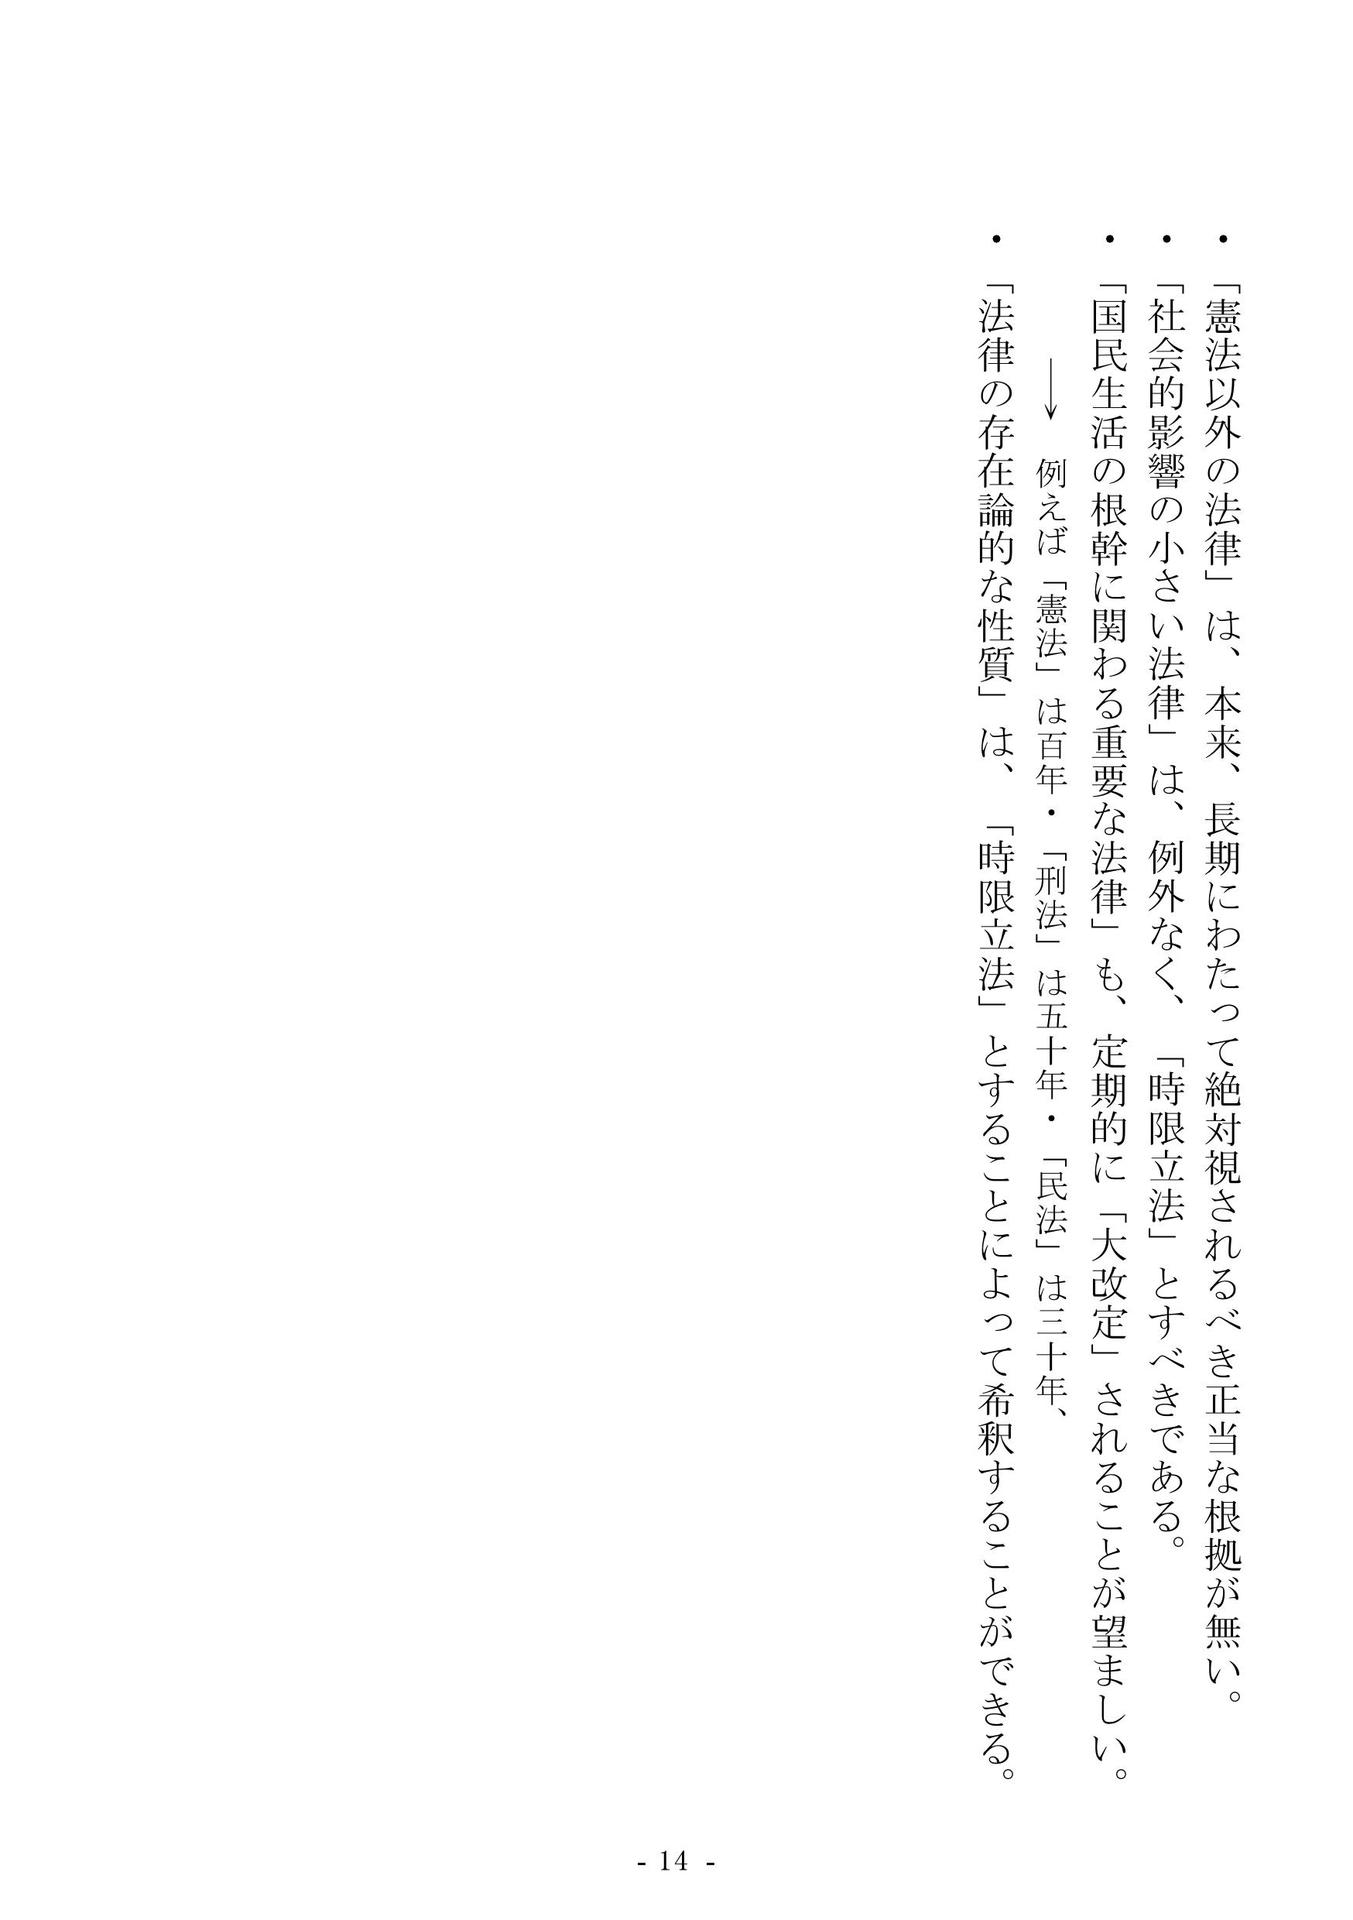 ・「憲法以外の法律」は、本来、長期にわたって絶対視されるべき正当な根拠が無い。
・「社会的影響の小さい法律」は、例外なく、「時限立法」とすべきである。
・「国民生活の根幹に関わる重要な法律」も、定期的に「大改定」されることが望ましい。
→ 例えば「憲法」は百年・「刑法」は五十年・「民法」は三十年、
・「法律の存在論的な性質」は、「時限立法」とすることによって希釈することができる。
- 14 -